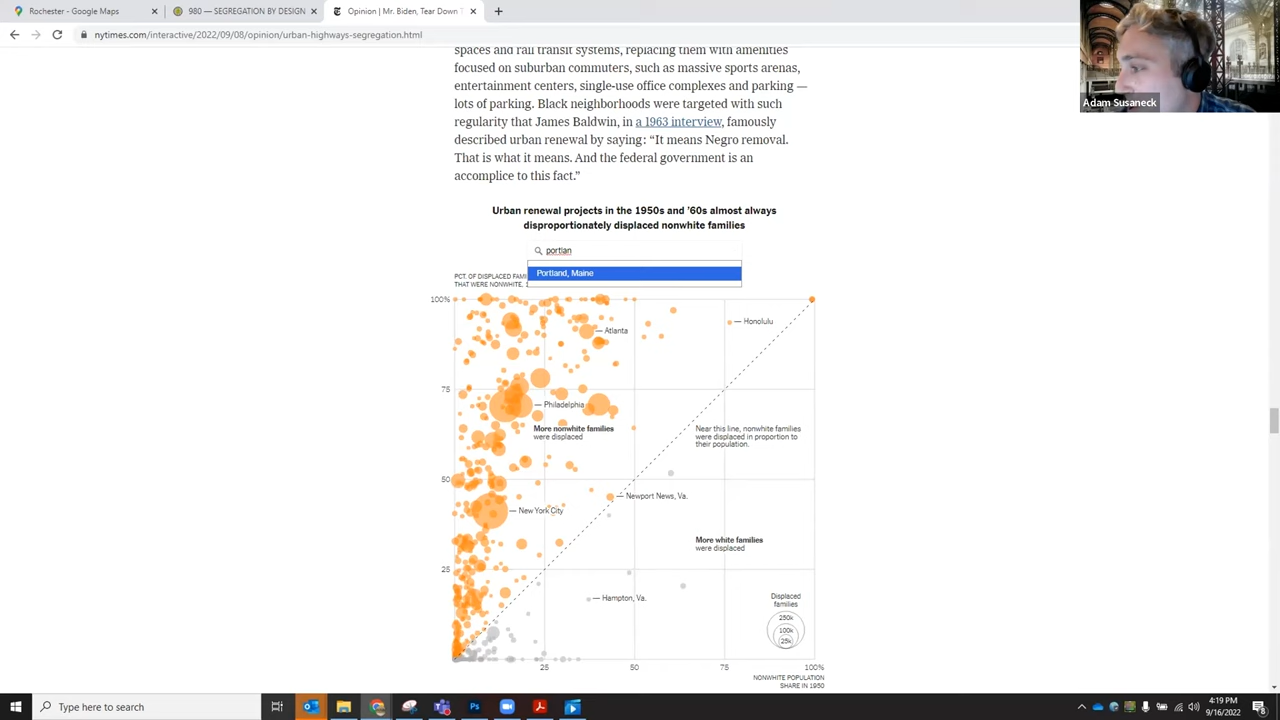 Rochester - Google Maps
980 — SEGREGATION BY DESIGN
Opinion | Mr. Biden, Tear Down T
nytimes.com/interactive/2022/09/08/opinion/urban-highways-segregation.html
Adam Susaneck
spaces and rail transit systems, replacing them with amenities
focused on suburban commuters, such as massive sports arenas,
entertainment centers, single-use office complexes and parking —
lots of parking. Black neighborhoods were targeted with such
regularity that James Baldwin, in a 1963 interview, famously
described urban renewal by saying: “It means Negro removal.
That is what it means. And the federal government is an
accomplice to this fact.”
Urban renewal projects in the 1950s and ’60s almost always
disproportionately displaced nonwhite families
portlan
Portland, Maine
PCT. OF DISPLACED FAMI
THAT WERE NONWHITE, 1
100%
Honolulu
Atlanta
75
Philadelphia
More nonwhite families
were displaced
Near this line, nonwhite families
were displaced in proportion to
their population.
50
Newport News, Va.
New York City
More white families
were displaced
25
Hampton, Va.
Displaced
families
250k
100k
25k
25
50
75
100%
NONWHITE POPULATION
SHARE IN 1950
Type here to search
4:19 PM
9/16/2022